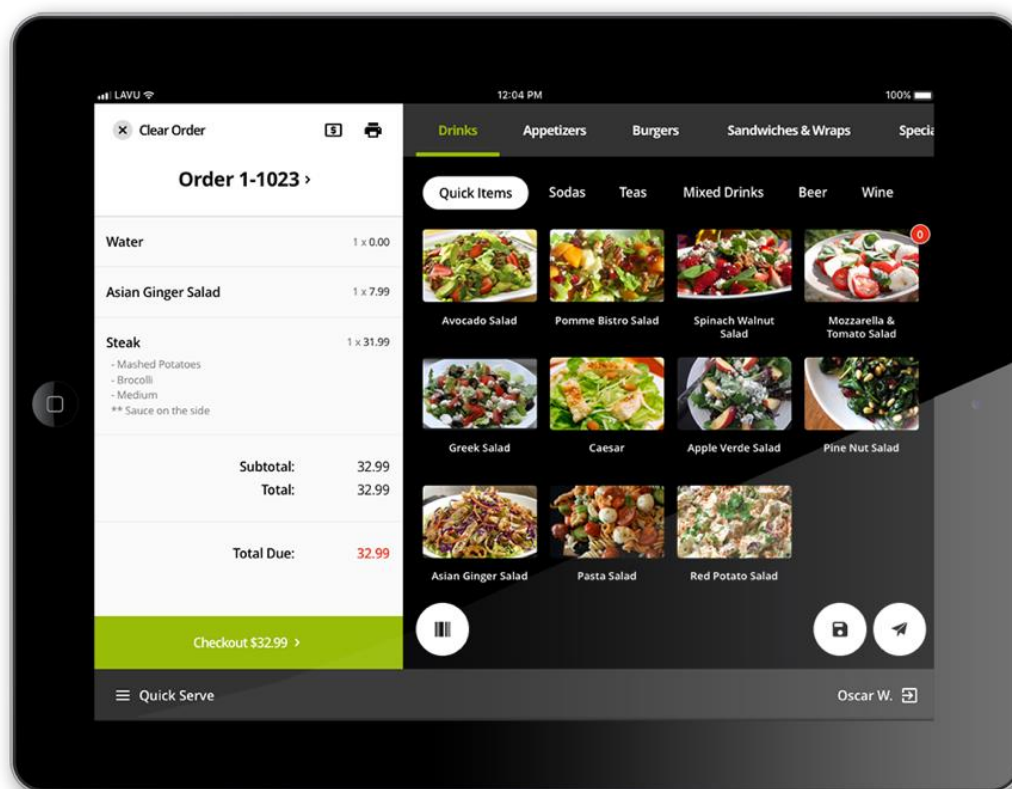 LAVU
12:04 PM
100%
Clear Order
Order 1-1023 ›
Water 1 x 0.00
Asian Ginger Salad 1 x 7.99
Steak 1 x 31.99
- Mashed Potatoes
- Brocolli
- Medium
** Sauce on the side
Subtotal: 32.99
Total: 32.99
Total Due: 32.99
Checkout $32.99 ›
Drinks Appetizers Burgers Sandwiches & Wraps Specia
Quick Items Sodas Teas Mixed Drinks Beer Wine
0
Avocado Salad
Pomme Bistro Salad
Spinach Walnut
Salad
Mozzarella &
Tomato Salad
Greek Salad
Caesar
Apple Verde Salad
Pine Nut Salad
Asian Ginger Salad
Pasta Salad
Red Potato Salad
Quick Serve
Oscar W.